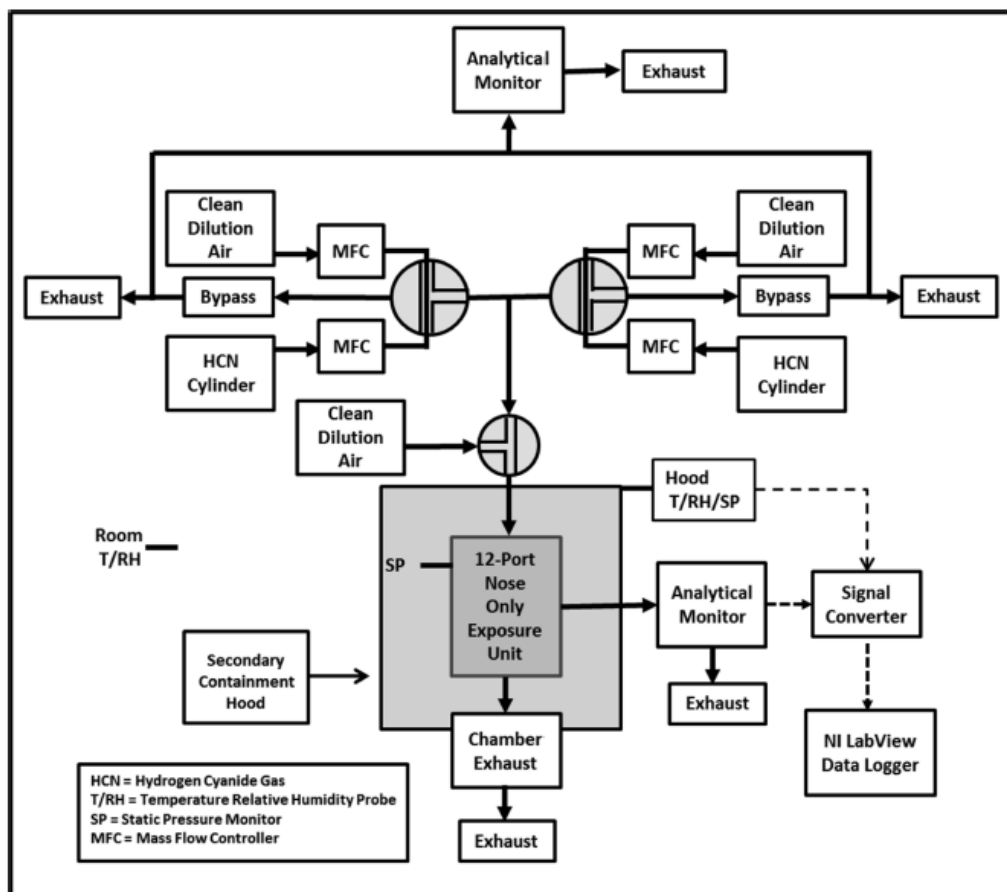 Analytical
Monitor
Exhaust
Clean
Dilution
Air
MFC
MFC
Clean
Dilution
Air
Exhaust
Bypass
Bypass
Exhaust
HCN
Cylinder
MFC
MFC
HCN
Cylinder
Clean
Dilution
Air
Hood
T/RH/SP
Room
T/RH
SP
12-Port
Nose
Only
Exposure
Unit
Analytical
Monitor
Signal
Converter
Secondary
Containment
Hood
Exhaust
Chamber
Exhaust
NI LabView
Data Logger
HCN = Hydrogen Cyanide Gas
T/RH = Temperature Relative Humidity Probe
SP = Static Pressure Monitor
MFC = Mass Flow Controller
Exhaust